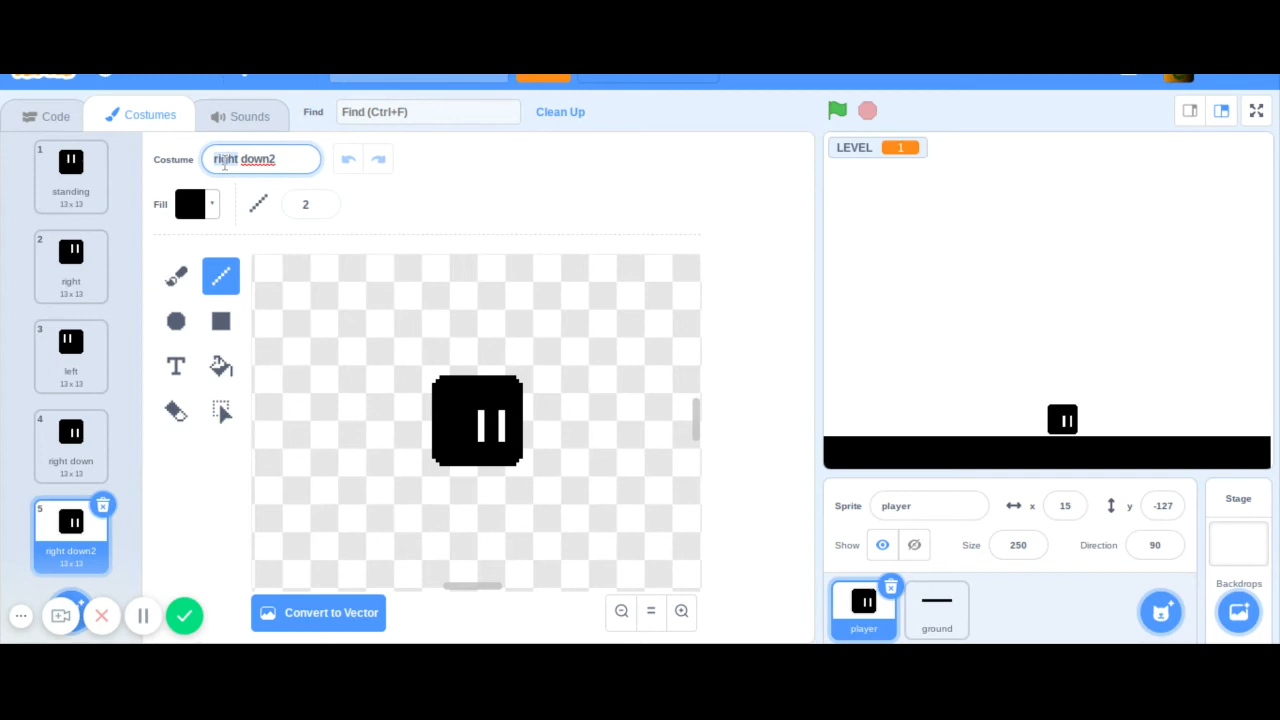 Code
Costumes
Sounds
Find
Find (Ctrl+F)
Clean Up
1
standing
13 x 13
2
right
13 x 13
3
left
13 x 13
4
right down
13 x 13
5
right down2
13 x 13
Costume
right down2
Fill
2
Convert to Vector
LEVEL 1
Sprite
player
x
15
y
-127
Show
Size
250
Direction
90
player
ground
Stage
Backdrops